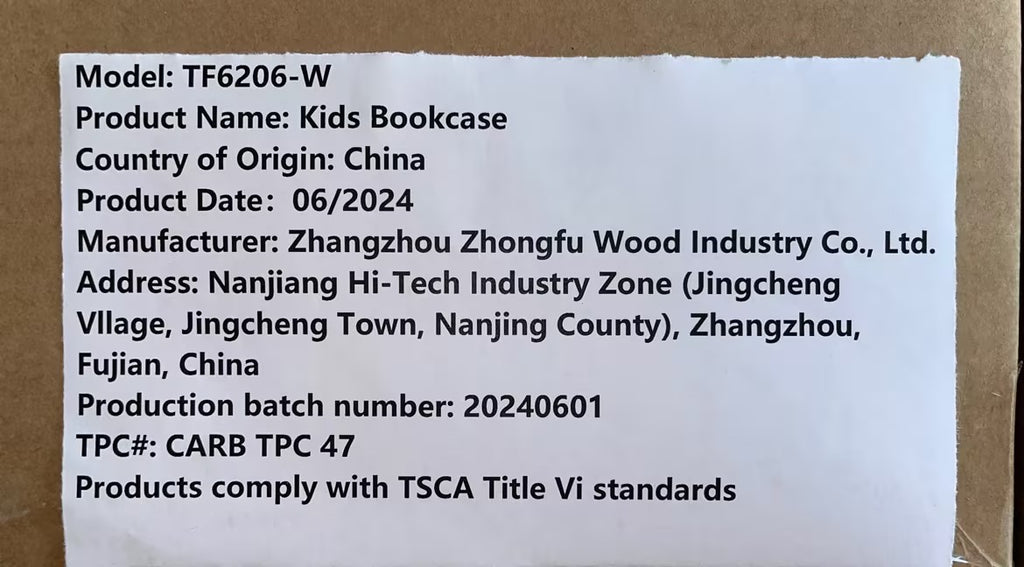 Model: TF6206-W
Product Name: Kids Bookcase
Country of Origin: China
Product Date：06/2024
Manufacturer: Zhangzhou Zhongfu Wood Industry Co., Ltd.
Address: Nanjiang Hi-Tech Industry Zone (Jingcheng
Vllage, Jingcheng Town, Nanjing County), Zhangzhou,
Fujian, China
Production batch number: 20240601
TPC#: CARB TPC 47
Products comply with TSCA Title Vi standards